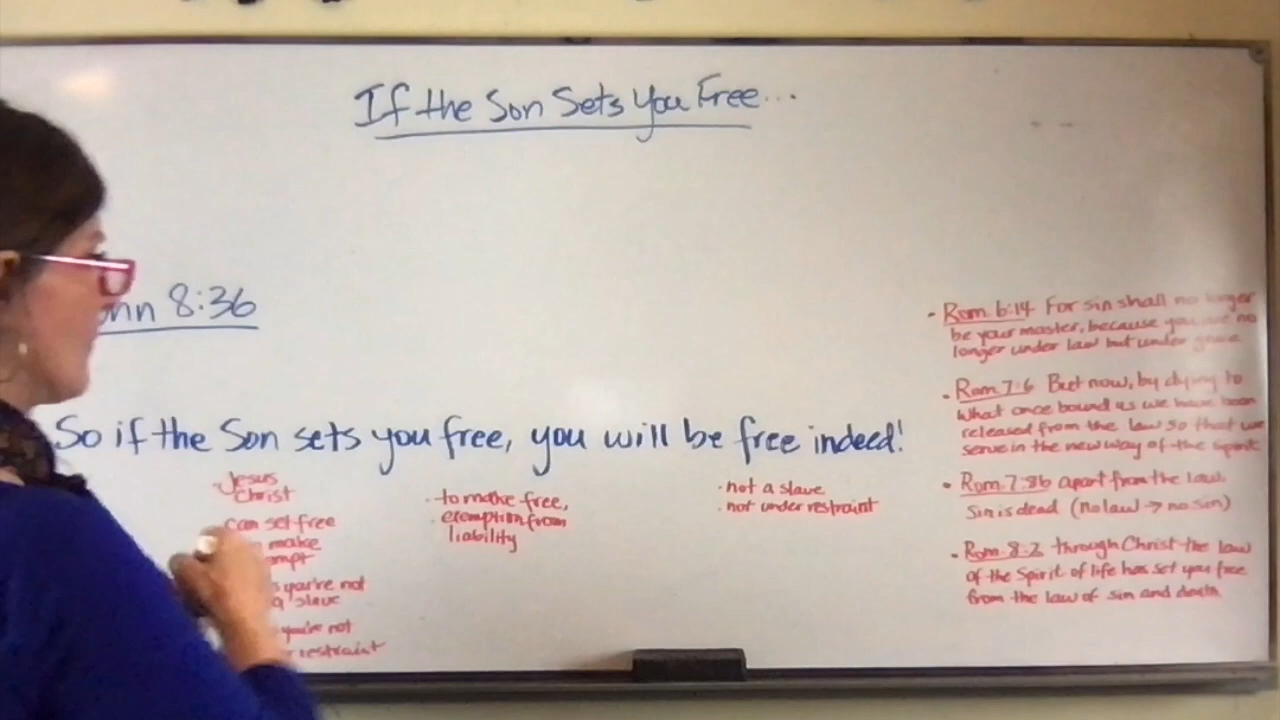 If the Son Sets You Free...
ohn 8:36
So if the Son sets you free, you will be free indeed!
Jesus
Christ
can set free
make
mpt
you're not
a slave
you're not
restraint
· to make free,
· exemption from
liability
· not a slave
· not under restraint
· Rom. 6:14 For sin shall no longer
be your master, because you are no
longer under law but under grace
· Rom. 7:6 But now, by dying to
what once bound us we have been
released from the law so that we
serve in the new way of the Spirit
· Rom. 7:8b apart from the law,
Sin is dead (no law → no sin)
· Rom. 8:2 through Christ the law
of the Spirit of life has set you free
from the law of sin and death